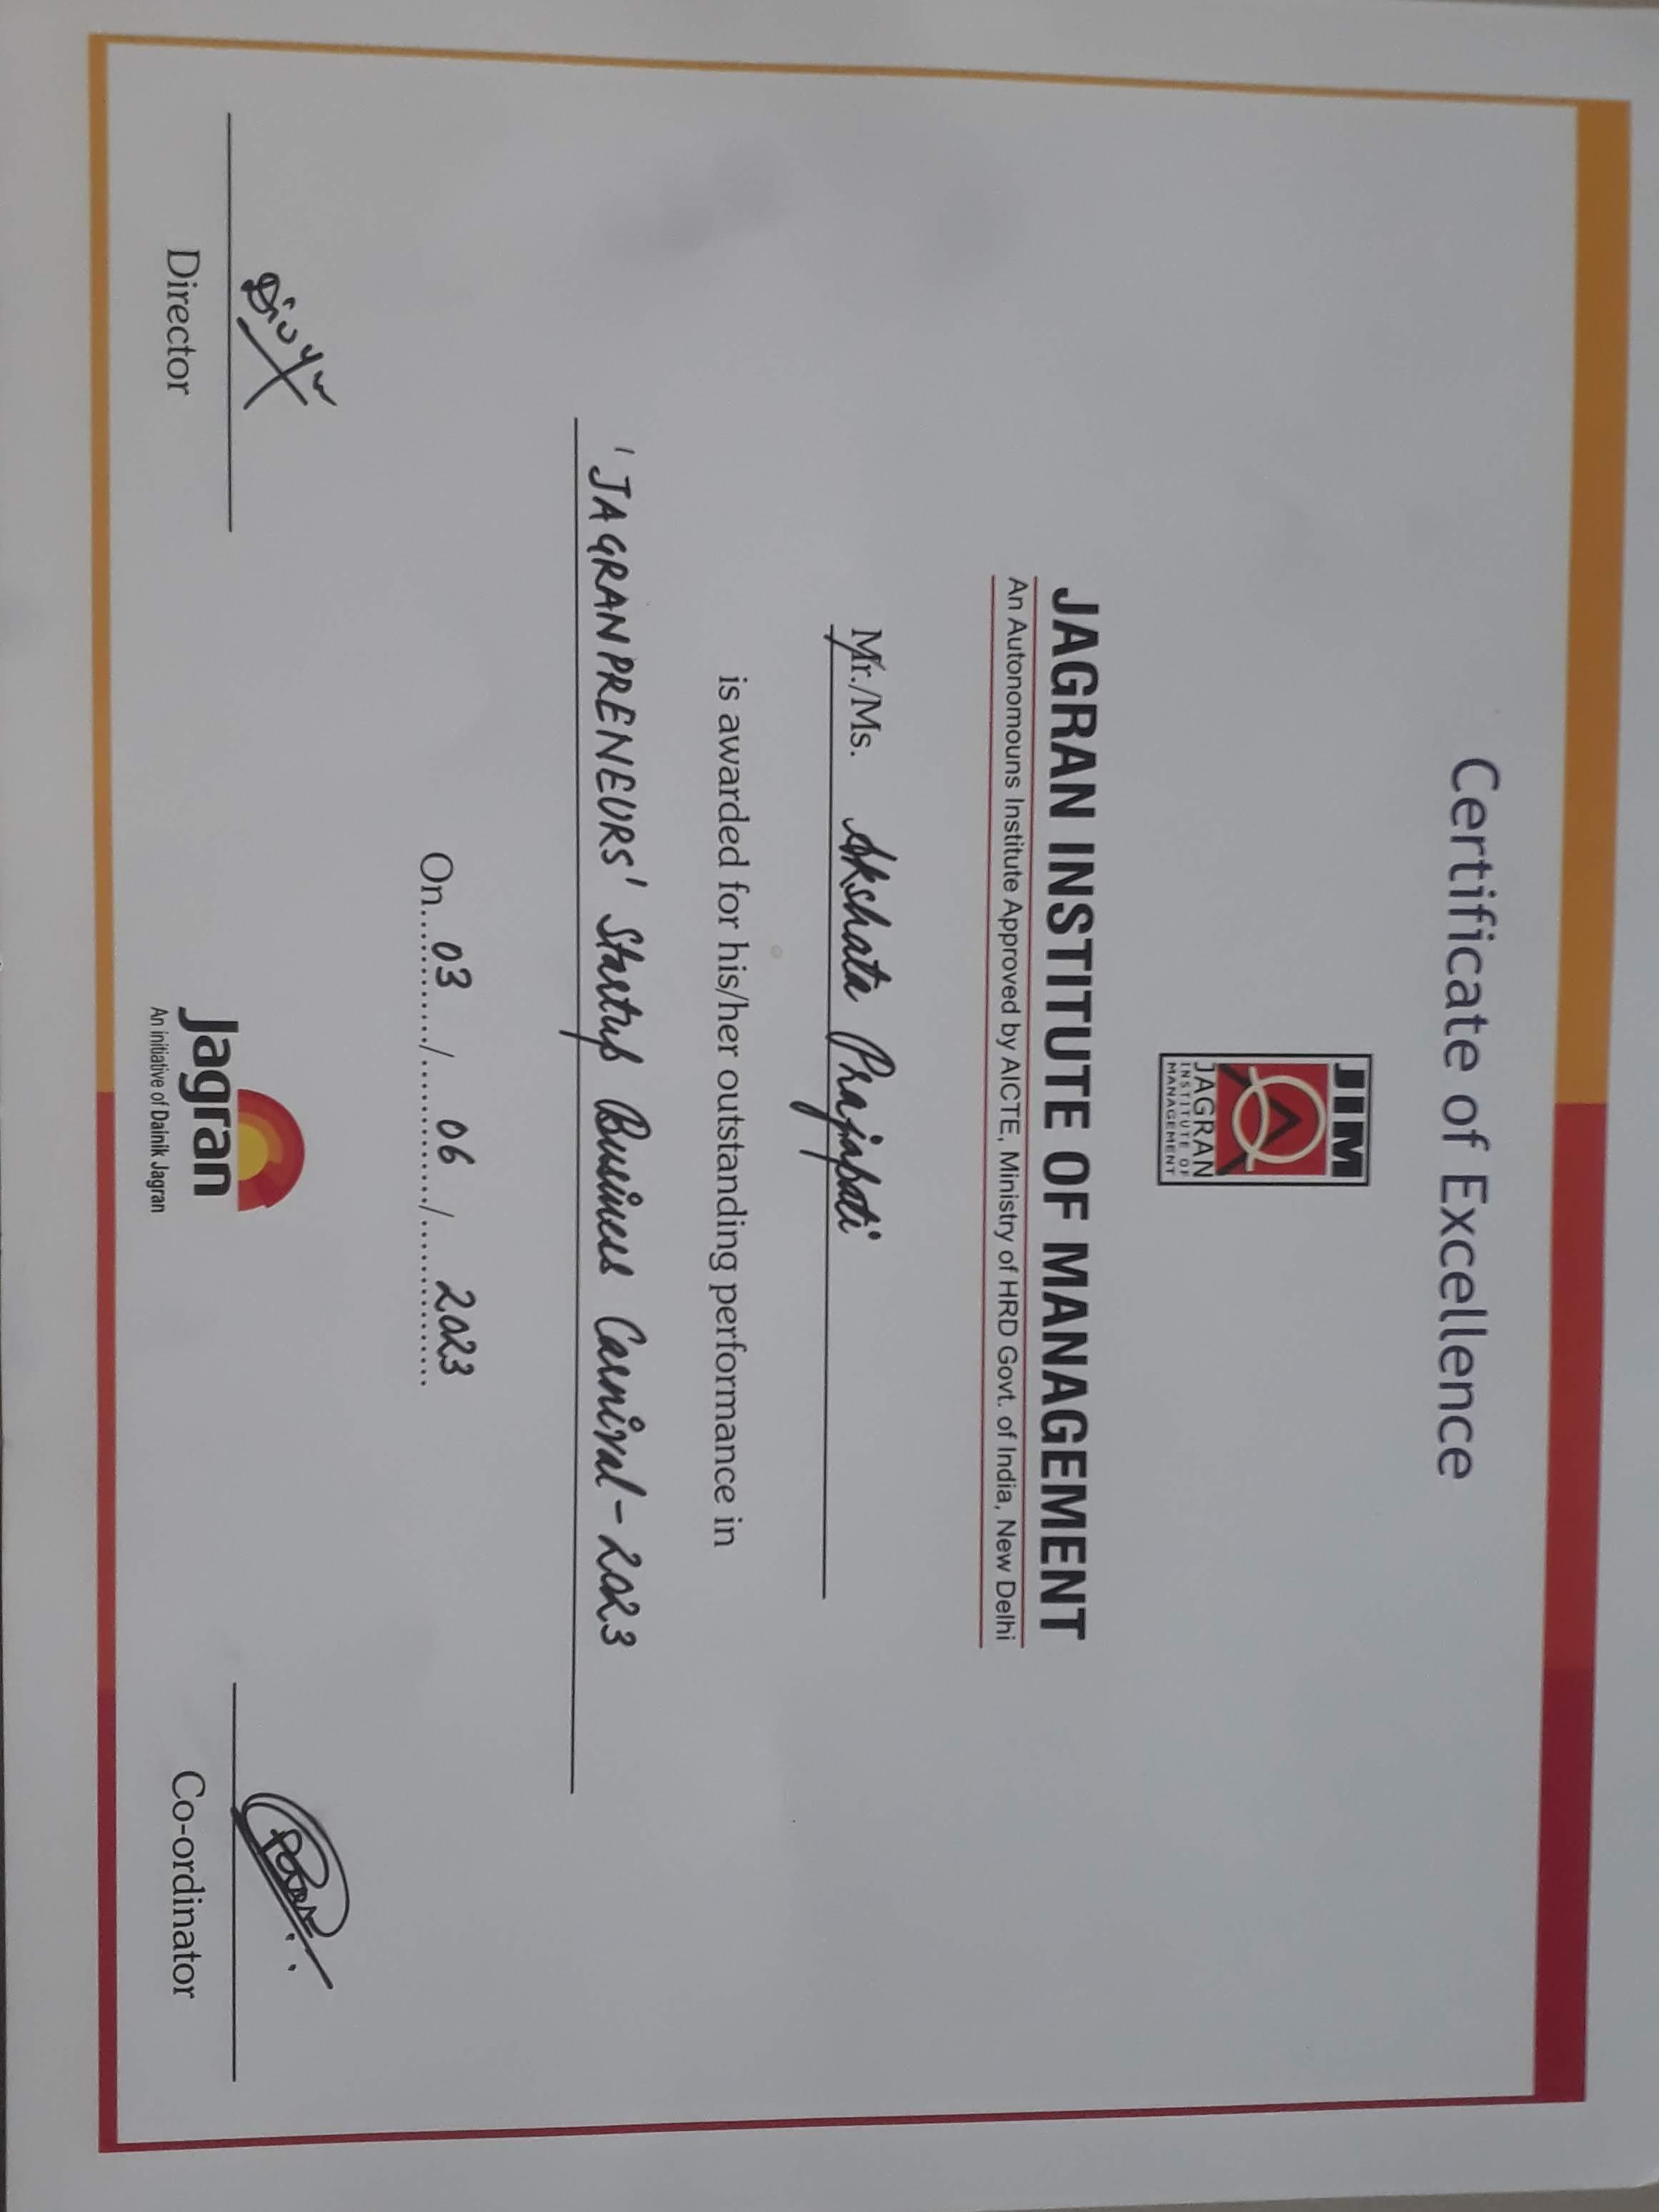 Certificate of Excellence
JIM
JAGRAN
INSTITUTE OF
MANAGEMENT
JAGRAN INSTITUTE OF MANAGEMENT
An Autonomouns Institute Approved by AICTE, Ministry of HRD Govt. of India, New Delhi
Mr./Ms. Akshata Prajapati
is awarded for his/her outstanding performance in
'JAGRANPRENEURS' Startup Business Carnival-2023
On...03.../...06.../...2023
Divya
Director
Jagran
An initiative of Dainik Jagran
Co-ordinator